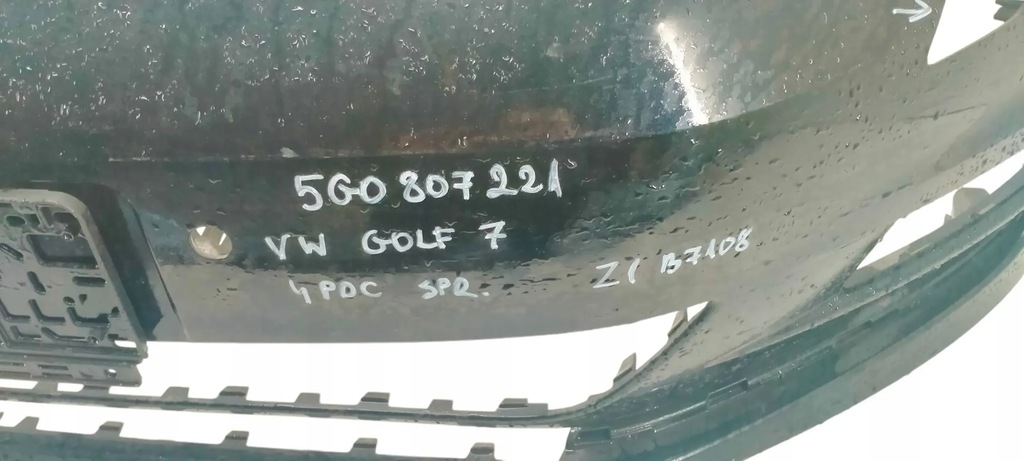 5G0 807 221
VW GOLF 7
4PDC SPR. Z1 B7108